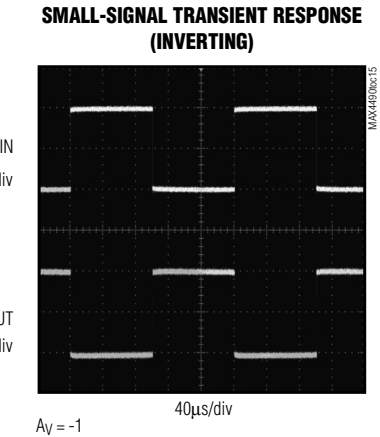 SMALL-SIGNAL TRANSIENT RESPONSE
(INVERTING)
MAX4490toc15
IN
div
UT
div
40µs/div
AV = -1